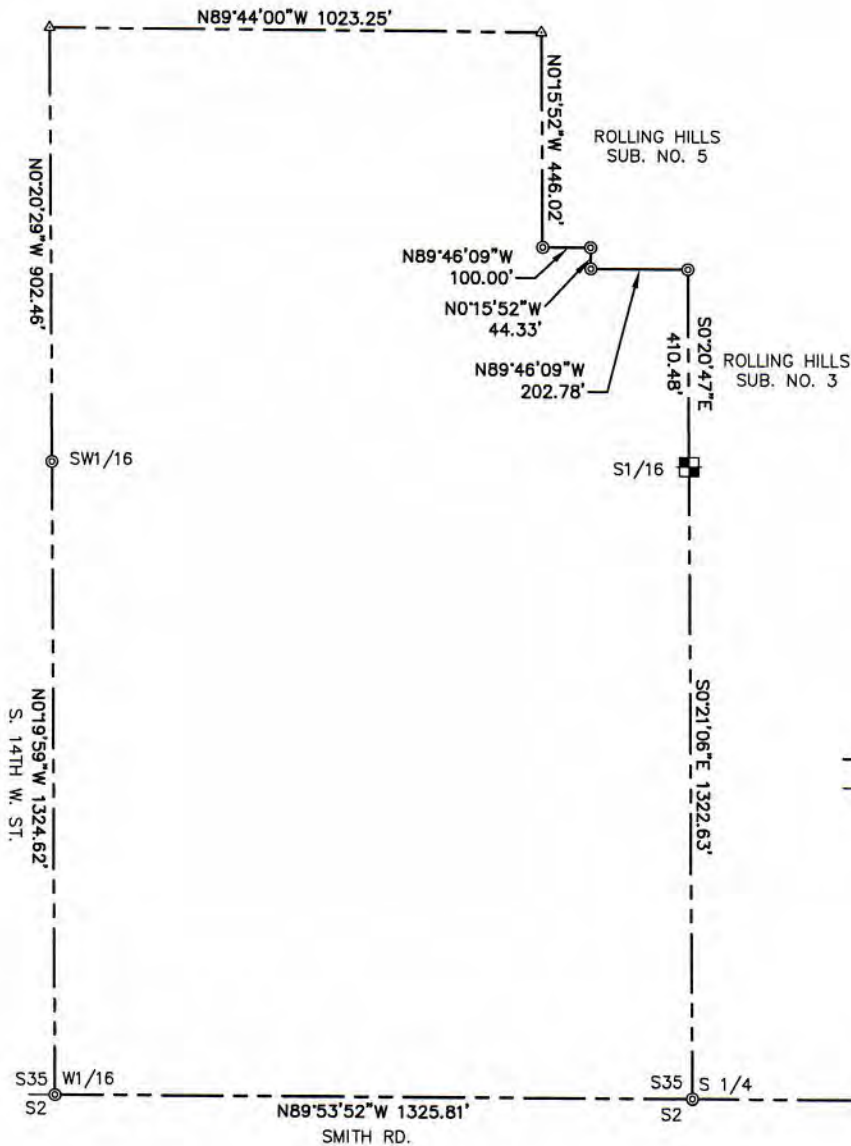 N89°44'00"W 1023.25'
N0°15'52"W 446.02'
ROLLING HILLS
SUB. NO. 5
N0°20'29"W 902.46'
N89°46'09"W
100.00'
N0°15'52"W
44.33'
N89°46'09"W
202.78'
S0°20'47"E
410.48'
ROLLING HILLS
SUB. NO. 3
SW1/16
S1/16
N0°19'59"W 1324.62'
S. 14TH W. ST.
S0°21'06"E 1322.63'
S35 W1/16
S2
S35 S 1/4
S2
N89°53'52"W 1325.81'
SMITH RD.